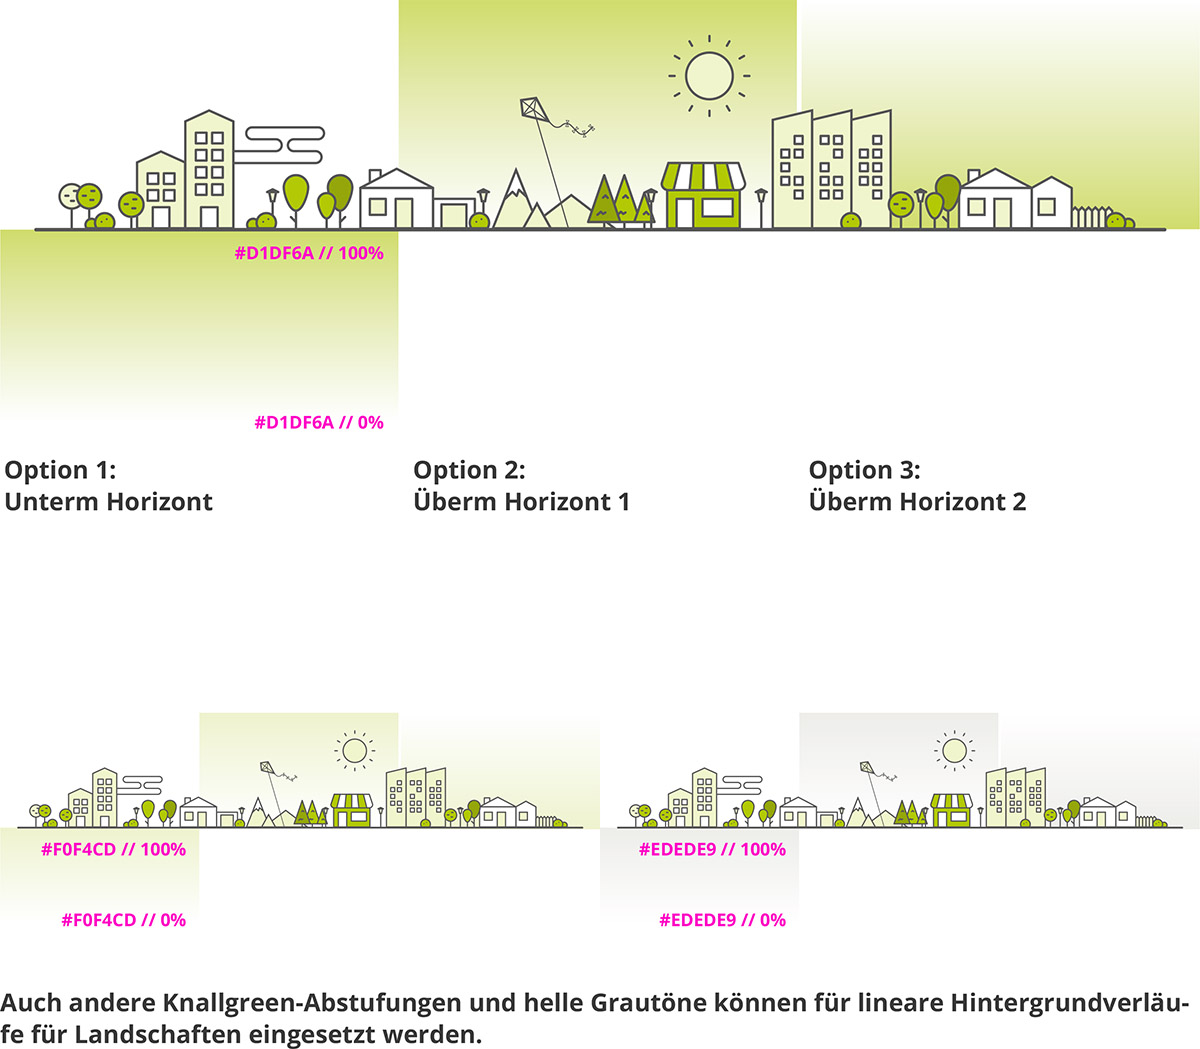 #D1DF6A // 100%
#D1DF6A // 0%
Option 1:
Unterm Horizont
Option 2:
Überm Horizont 1
Option 3:
Überm Horizont 2
#F0F4CD // 100%
#F0F4CD // 0%
#EDEDE9 // 100%
#EDEDE9 // 0%
Auch andere Knallgreen-Abstufungen und helle Grautöne können für lineare Hintergrundverläu-
fe für Landschaften eingesetzt werden.